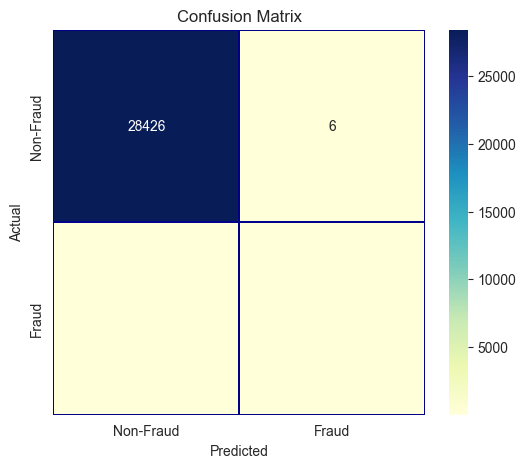 Confusion Matrix
Non-Fraud
Fraud
Actual
28426
6
Non-Fraud
Fraud
Predicted
25000
20000
15000
10000
5000